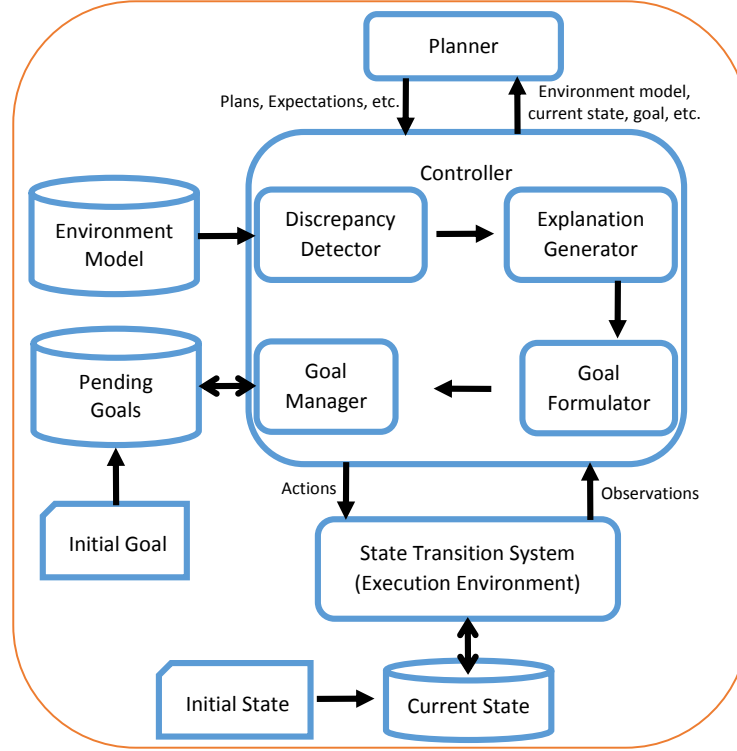 Planner
Plans, Expectations, etc.
Environment model,
current state, goal, etc.
Controller
Environment
Model
Discrepancy
Detector
Explanation
Generator
Pending
Goals
Goal
Manager
Goal
Formulator
Actions
Observations
Initial Goal
State Transition System
(Execution Environment)
Initial State
Current State